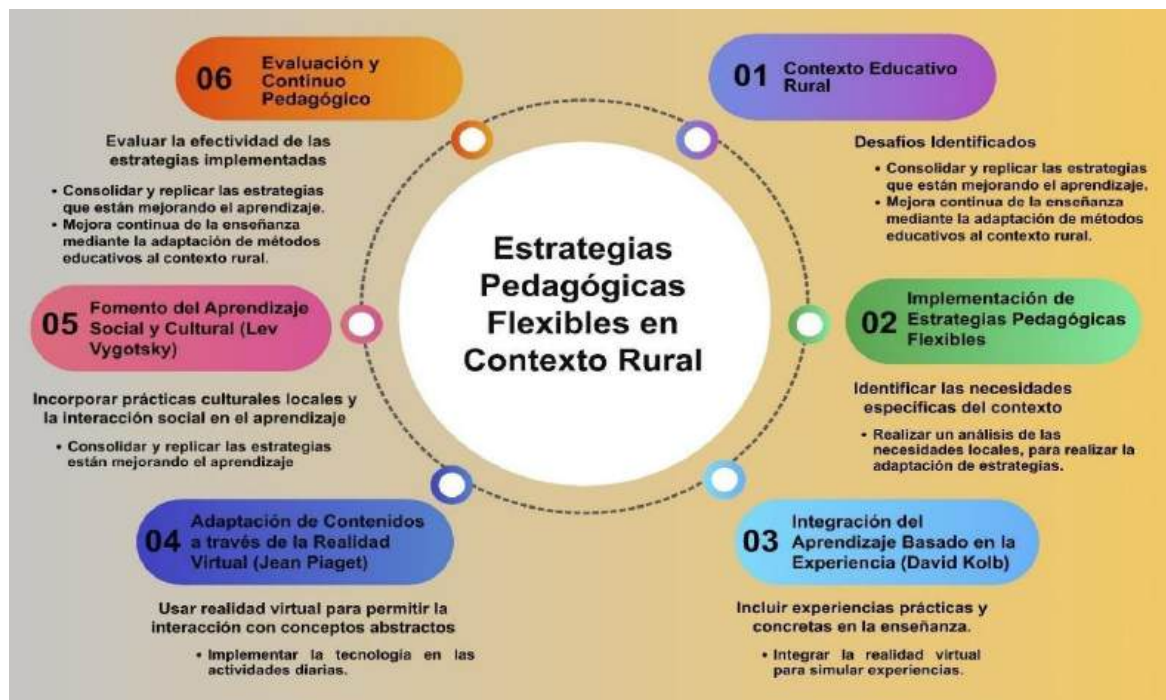 Estrategias
Pedagógicas
Flexibles en
Contexto Rural
01
Contexto Educativo
Rural
Desafíos Identificados
• Consolidar y replicar las estrategias
que están mejorando el aprendizaje.
• Mejora continua de la enseñanza
mediante la adaptación de métodos
educativos al contexto rural.
02
Implementación de
Estrategias Pedagógicas
Flexibles
Identificar las necesidades
específicas del contexto
• Realizar un análisis de las
necesidades locales, para realizar la
adaptación de estrategias.
03
Integración del
Aprendizaje Basado en la
Experiencia (David Kolb)
Incluir experiencias prácticas y
concretas en la enseñanza.
• Integrar la realidad virtual
para simular experiencias.
04
Adaptación de Contenidos
a través de la Realidad
Virtual (Jean Piaget)
Usar realidad virtual para permitir la
interacción con conceptos abstractos
• Implementar la tecnología en las
actividades diarias.
05
Fomento del Aprendizaje
Social y Cultural (Lev
Vygotsky)
Incorporar prácticas culturales locales y
la interacción social en el aprendizaje
• Consolidar y replicar las estrategias
están mejorando el aprendizaje
06
Evaluación y
Continuo
Pedagógico
Evaluar la efectividad de las
estrategias implementadas
• Consolidar y replicar las estrategias
que están mejorando el aprendizaje.
• Mejora continua de la enseñanza
mediante la adaptación de métodos
educativos al contexto rural.